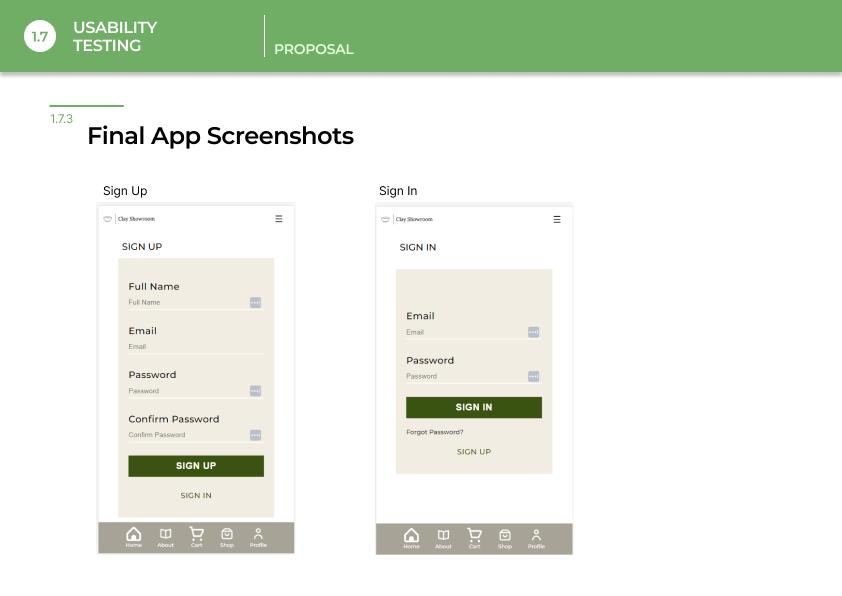 1.7
USABILITY
TESTING
PROPOSAL
1.7.3
Final App Screenshots
Sign Up
Clay Showroom
SIGN UP
Full Name
Full Name
Email
Email
Password
Password
Confirm Password
Confirm Password
SIGN UP
SIGN IN
Home About Cart Shop Profile
Sign In
Clay Showroom
SIGN IN
Email
Email
Password
Password
SIGN IN
Forgot Password?
SIGN UP
Home About Cart Shop Profile